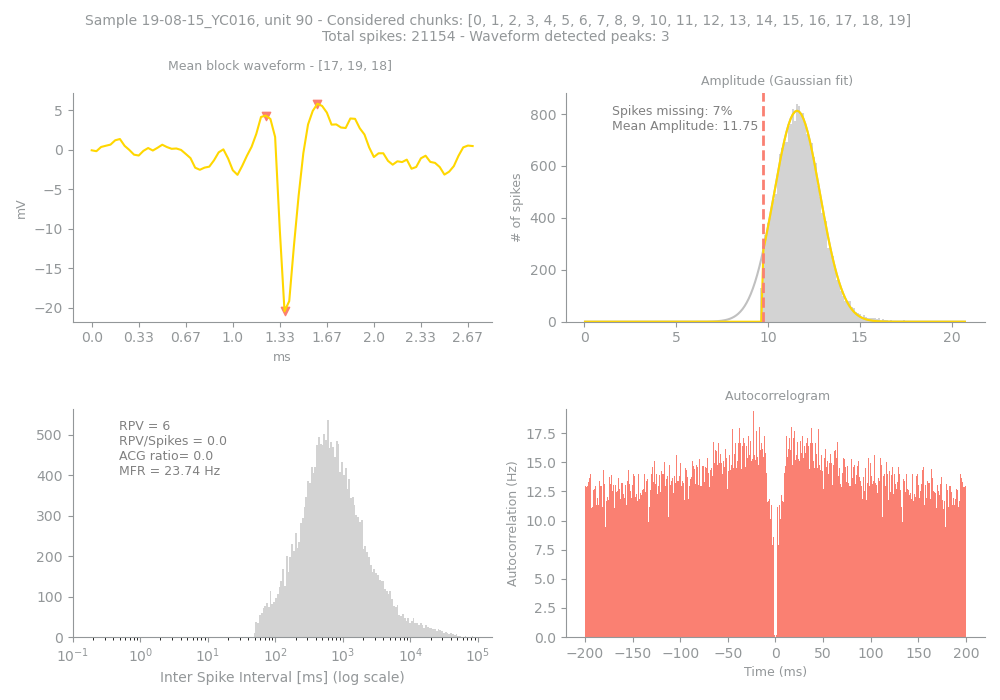 Sample 19-08-15_YC016, unit 90 - Considered chunks: [0, 1, 2, 3, 4, 5, 6, 7, 8, 9, 10, 11, 12, 13, 14, 15, 16, 17, 18, 19]
Total spikes: 21154 - Waveform detected peaks: 3
Mean block waveform - [17, 19, 18]
5
0
−5
−10
−15
−20
mV
0.0 0.33 0.67 1.0 1.33 1.67 2.0 2.33 2.67
ms
Amplitude (Gaussian fit)
Spikes missing: 7%
Mean Amplitude: 11.75
800
600
400
200
0
# of spikes
0 5 10 15 20
RPV = 6
RPV/Spikes = 0.0
ACG ratio= 0.0
MFR = 23.74 Hz
500
400
300
200
100
0
10⁻¹ 10⁰ 10¹ 10² 10³ 10⁴ 10⁵
Inter Spike Interval [ms] (log scale)
Autocorrelogram
17.5
15.0
12.5
10.0
7.5
5.0
2.5
0.0
Autocorrelation (Hz)
−200 −150 −100 −50 0 50 100 150 200
Time (ms)